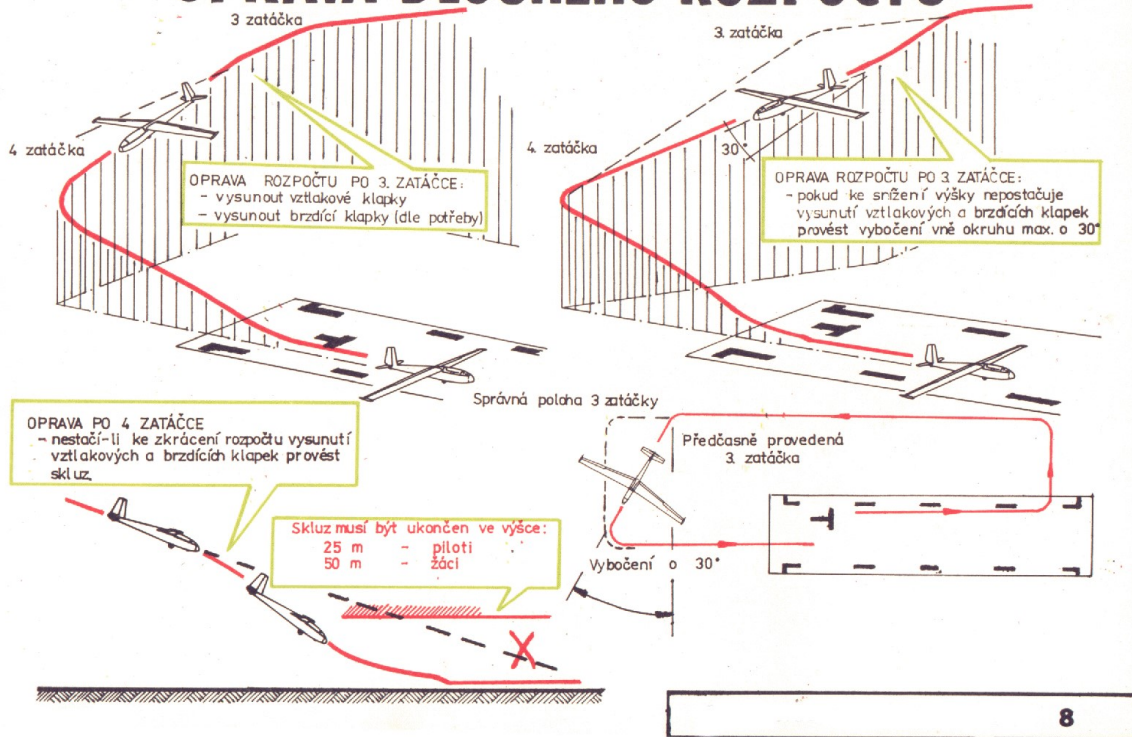 OPRAVA DLOUHÉHO ROZPOČTU
3 zatáčka
4 zatáčka
OPRAVA ROZPOČTU PO 3. ZATÁČCE:
- vysunout vztlakové klapky
- vysunout brzdící klapky (dle potřeby)
3. zatáčka
4. zatáčka
30°
OPRAVA ROZPOČTU PO 3. ZATÁČCE:
- pokud ke snížení výšky nepostačuje
vysunutí vztlakových a brzdících klapek
provést vybočení vně okruhu max. o 30°
OPRAVA PO 4 ZATÁČCE
- nestačí-li ke zkrácení rozpočtu vysunutí
vztlakových a brzdících klapek provést
skluz.
Skluz musí být ukončen ve výšce:
25 m - piloti
50 m - žáci
Správná poloha 3 zatáčky
Předčasně provedená
3. zatáčka
Vybočení o 30°
8